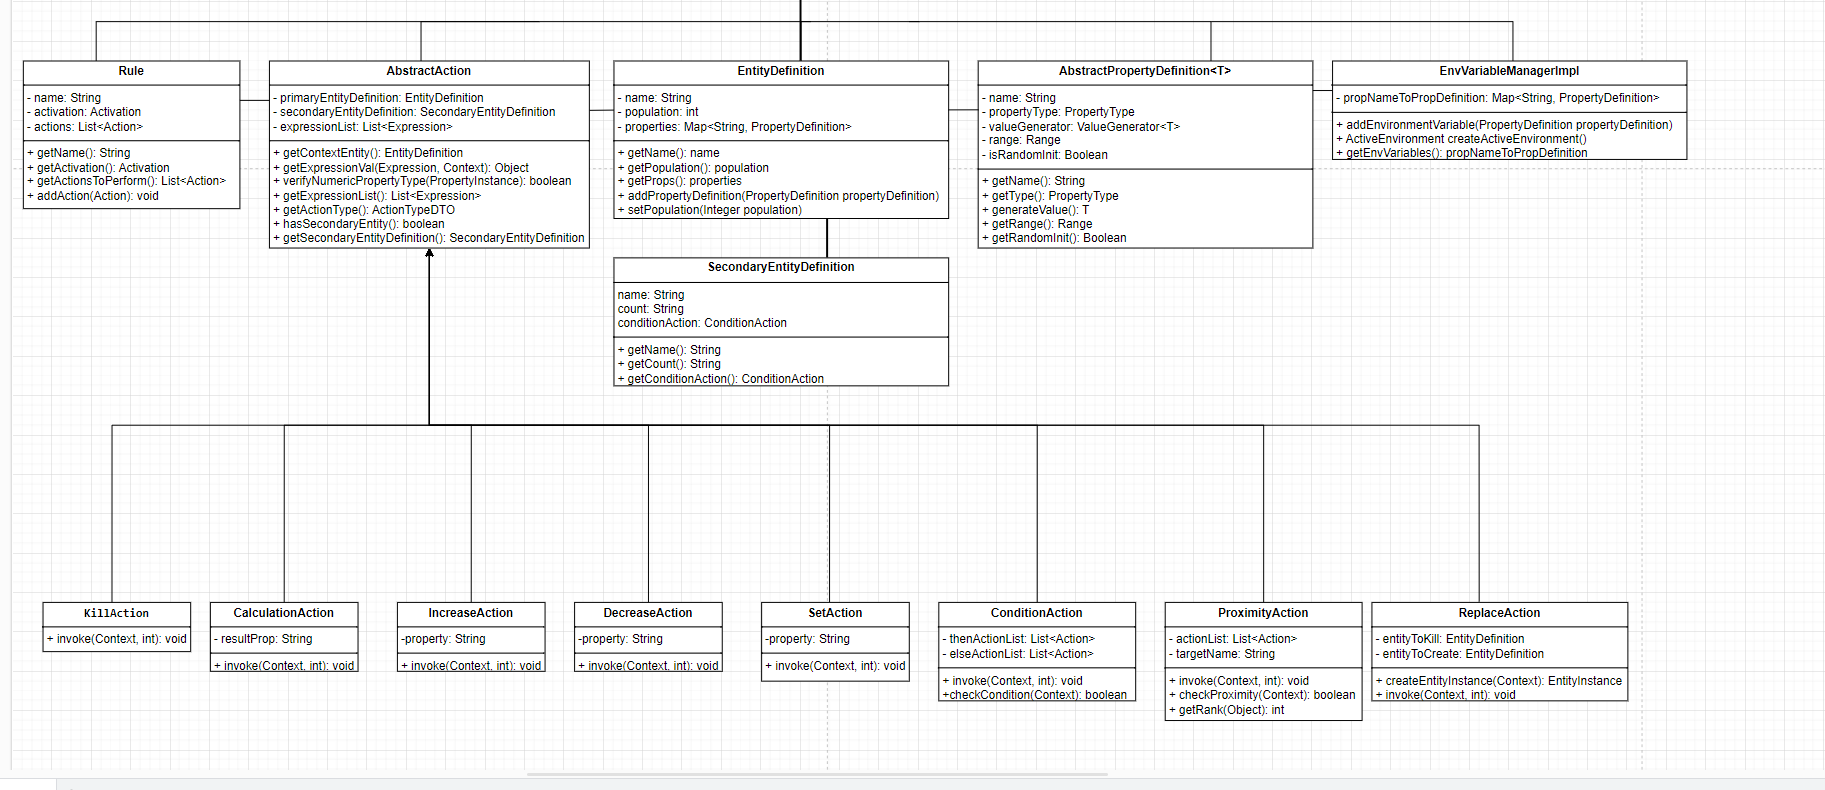 Rule
- name: String
- activation: Activation
- actions: List<Action>
+ getName(): String
+ getActivation(): Activation
+ getActionsToPerform(): List<Action>
+ addAction(Action): void
AbstractAction
- primaryEntityDefinition: EntityDefinition
- secondaryEntityDefinition: SecondaryEntityDefinition
- expressionList: List<Expression>
+ getContextEntity(): EntityDefinition
+ getExpressionVal(Expression, Context): Object
+ verifyNumericPropertyType(PropertyInstance): boolean
+ getExpressionList(): List<Expression>
+ getActionType(): ActionTypeDTO
+ hasSecondaryEntity(): boolean
+ getSecondaryEntityDefinition(): SecondaryEntityDefinition
EntityDefinition
- name: String
- population: int
- properties: Map<String, PropertyDefinition>
+ getName(): name
+ getPopulation(): population
+ getProps(): properties
+ addPropertyDefinition(PropertyDefinition propertyDefinition)
+ setPopulation(Integer population)
AbstractPropertyDefinition<T>
- name: String
- propertyType: PropertyType
- valueGenerator: ValueGenerator<T>
- range: Range
- isRandomInit: Boolean
+ getName(): String
+ getType(): PropertyType
+ generateValue(): T
+ getRange(): Range
+ getRandomInit(): Boolean
EnvVariableManagerImpl
- propNameToPropDefinition: Map<String, PropertyDefinition>
+ addEnvironmentVariable(PropertyDefinition propertyDefinition)
+ ActiveEnvironment createActiveEnvironment()
+ getEnvVariables(): propNameToPropDefinition
SecondaryEntityDefinition
name: String
count: String
conditionAction: ConditionAction
+ getName(): String
+ getCount(): String
+ getConditionAction(): ConditionAction
KillAction
+ invoke(Context, int): void
CalculationAction
- resultProp: String
+ invoke(Context, int): void
IncreaseAction
-property: String
+ invoke(Context, int): void
DecreaseAction
-property: String
+ invoke(Context, int): void
SetAction
-property: String
+ invoke(Context, int): void
ConditionAction
- thenActionList: List<Action>
- elseActionList: List<Action>
+ invoke(Context, int): void
+checkCondition(Context): boolean
ProximityAction
- actionList: List<Action>
- targetName: String
+ invoke(Context, int): void
+ checkProximity(Context): boolean
+ getRank(Object): int
ReplaceAction
- entityToKill: EntityDefinition
- entityToCreate: EntityDefinition
+ createEntityInstance(Context): EntityInstance
+ invoke(Context, int): void